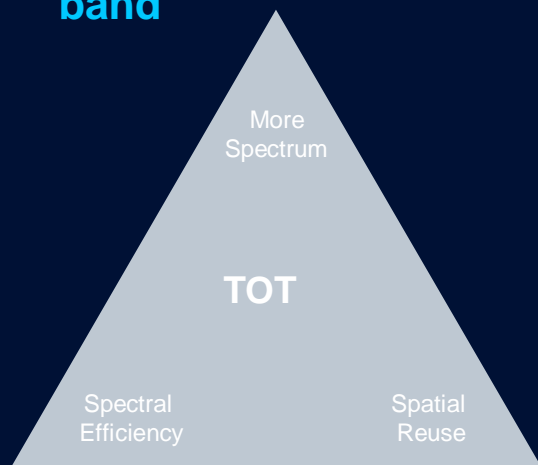 band
More
Spectrum
TOT
Spectral
Efficiency
Spatial
Reuse